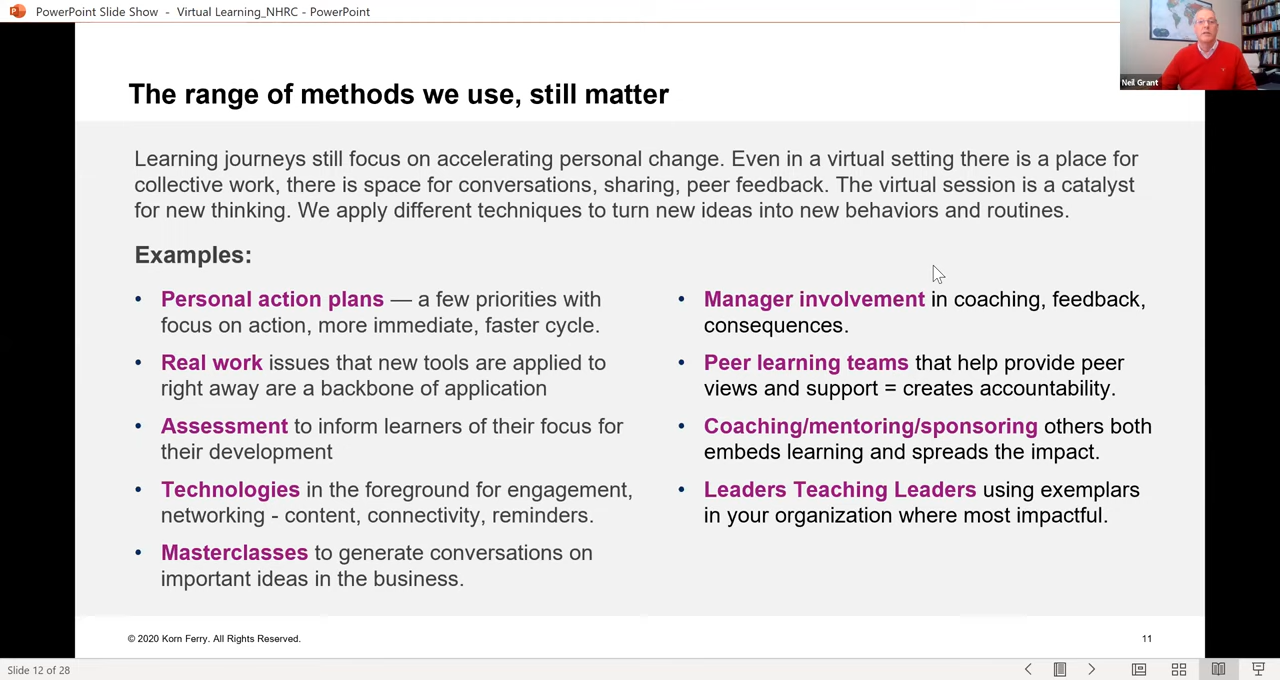 PowerPoint Slide Show - Virtual_Learning_NHRC - PowerPoint
Neil Grant
The range of methods we use, still matter
Learning journeys still focus on accelerating personal change. Even in a virtual setting there is a place for
collective work, there is space for conversations, sharing, peer feedback. The virtual session is a catalyst
for new thinking. We apply different techniques to turn new ideas into new behaviors and routines.
Examples:
• Personal action plans — a few priorities with
focus on action, more immediate, faster cycle.
• Real work issues that new tools are applied to
right away are a backbone of application
• Assessment to inform learners of their focus for
their development
• Technologies in the foreground for engagement,
networking - content, connectivity, reminders.
• Masterclasses to generate conversations on
important ideas in the business.
• Manager involvement in coaching, feedback,
consequences.
• Peer learning teams that help provide peer
views and support = creates accountability.
• Coaching/mentoring/sponsoring others both
embeds learning and spreads the impact.
• Leaders Teaching Leaders using exemplars
in your organization where most impactful.
© 2020 Korn Ferry. All Rights Reserved.
11
Slide 12 of 28